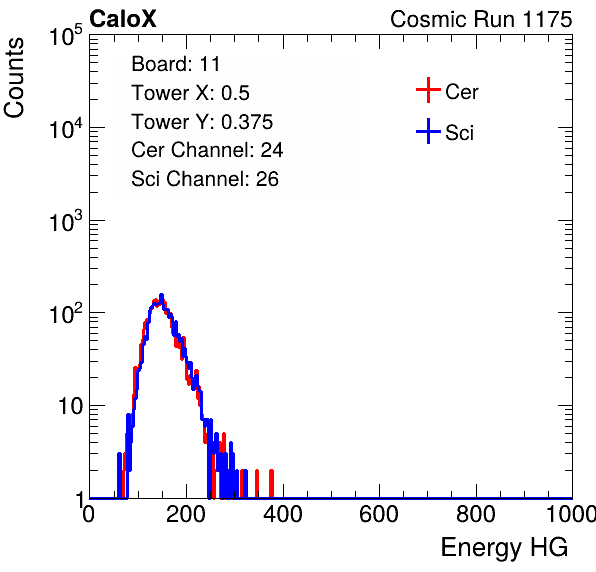 CaloX
Cosmic Run 1175
Counts
Board: 11
Tower X: 0.5
Tower Y: 0.375
Cer Channel: 24
Sci Channel: 26
Cer
Sci
10^5
10^4
10^3
10^2
10
1
0 200 400 600 800 1000
Energy HG